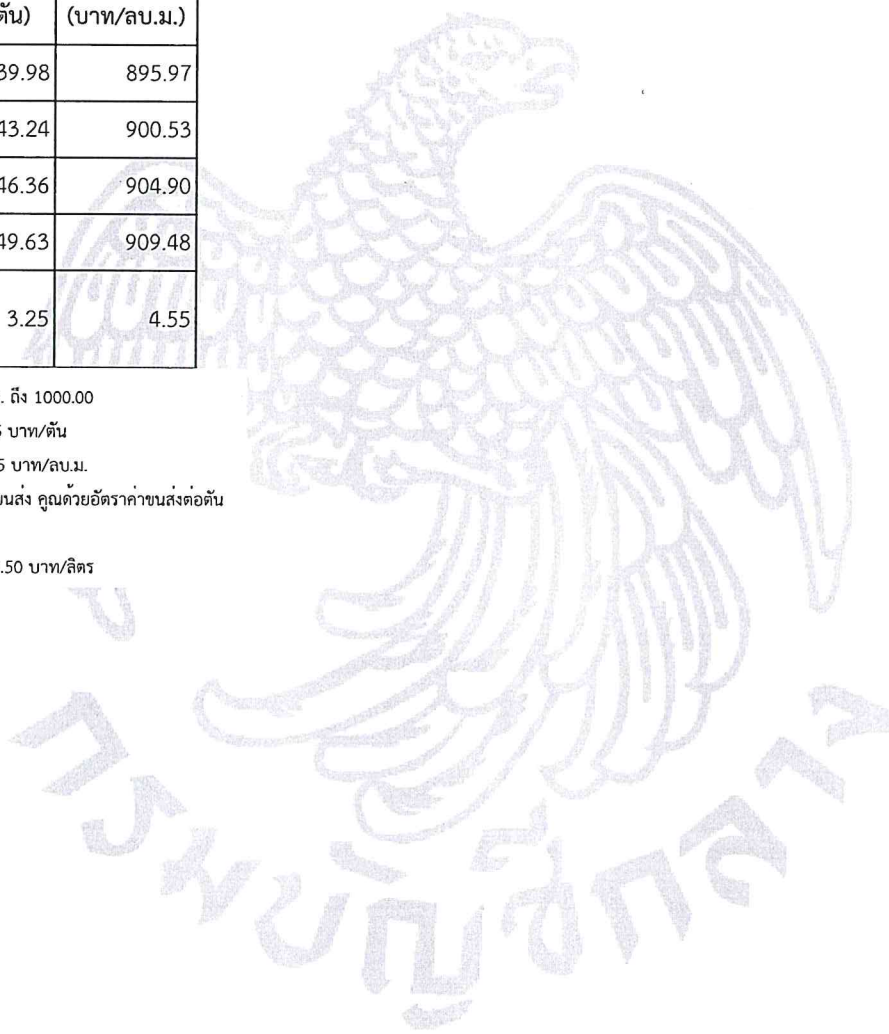 ตัน) (บาท/ลบ.ม.)
39.98 895.97
43.24 900.53
46.36 904.90
49.63 909.48
3.25 4.55
. ถึง 1000.00
บาท/ตัน
5 บาท/ลบ.ม.
ขนส่ง คูณด้วยอัตราค่าขนส่งต่อตัน
.50 บาท/ลิตร
กรมบัญชีกลาง